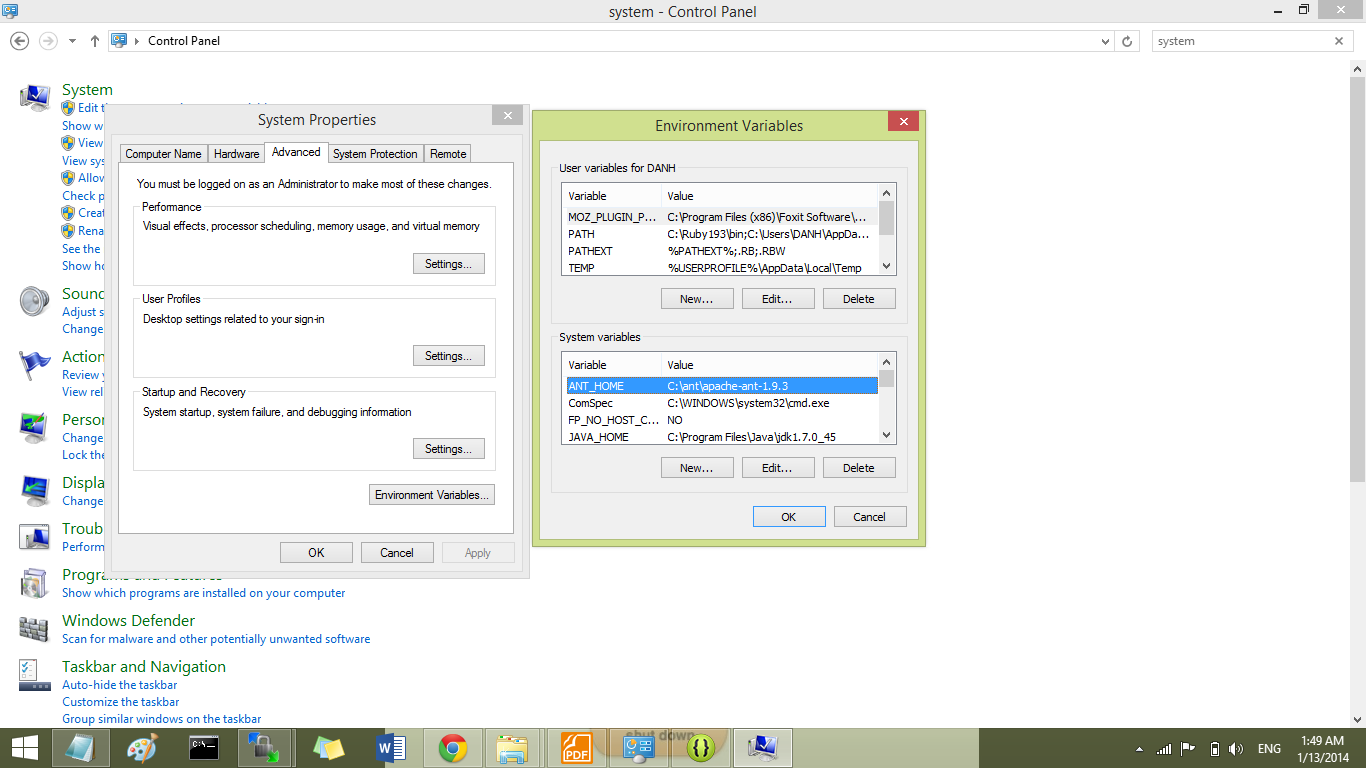 system - Control Panel
Control Panel
system
System
Edit
Show
View
View
Allow
Check
See the
Show
Sound
Adjust
Change
Action
Review
View
Change
Lock the
Change
Programs and Features
Show which programs are installed on your computer
Windows Defender
Scan for malware and other potentially unwanted software
Taskbar and Navigation
Auto-hide the taskbar
Customize the taskbar
Group similar windows on the taskbar
System Properties
Computer Name
Hardware
Advanced
System Protection
Remote
You must be logged on as an Administrator to make most of these changes.
Performance
Visual effects, processor scheduling, memory usage, and virtual memory
Settings...
User Profiles
Desktop settings related to your sign-in
Settings...
Startup and Recovery
System startup, system failure, and debugging information
Settings...
Environment Variables...
OK Cancel Apply
Environment Variables
User variables for DANH
Variable Value
MOZ_PLUGIN_P... C:\Program Files (x86)\Foxit Software\...
PATH C:\Ruby193\bin;C:\Users\DANH\AppDa...
PATHEXT %PATHEXT%;.RB;.RBW
TEMP %USERPROFILE%\AppData\Local\Temp
New... Edit... Delete
System variables
Variable Value
ANT_HOME C:\ant\apache-ant-1.9.3
ComSpec C:\WINDOWS\system32\cmd.exe
FP_NO_HOST_C... NO
JAVA_HOME C:\Program Files\Java\jdk1.7.0_45
New... Edit... Delete
OK Cancel
C:\_
PDF
shut down
ENG
1:49 AM
1/13/2014